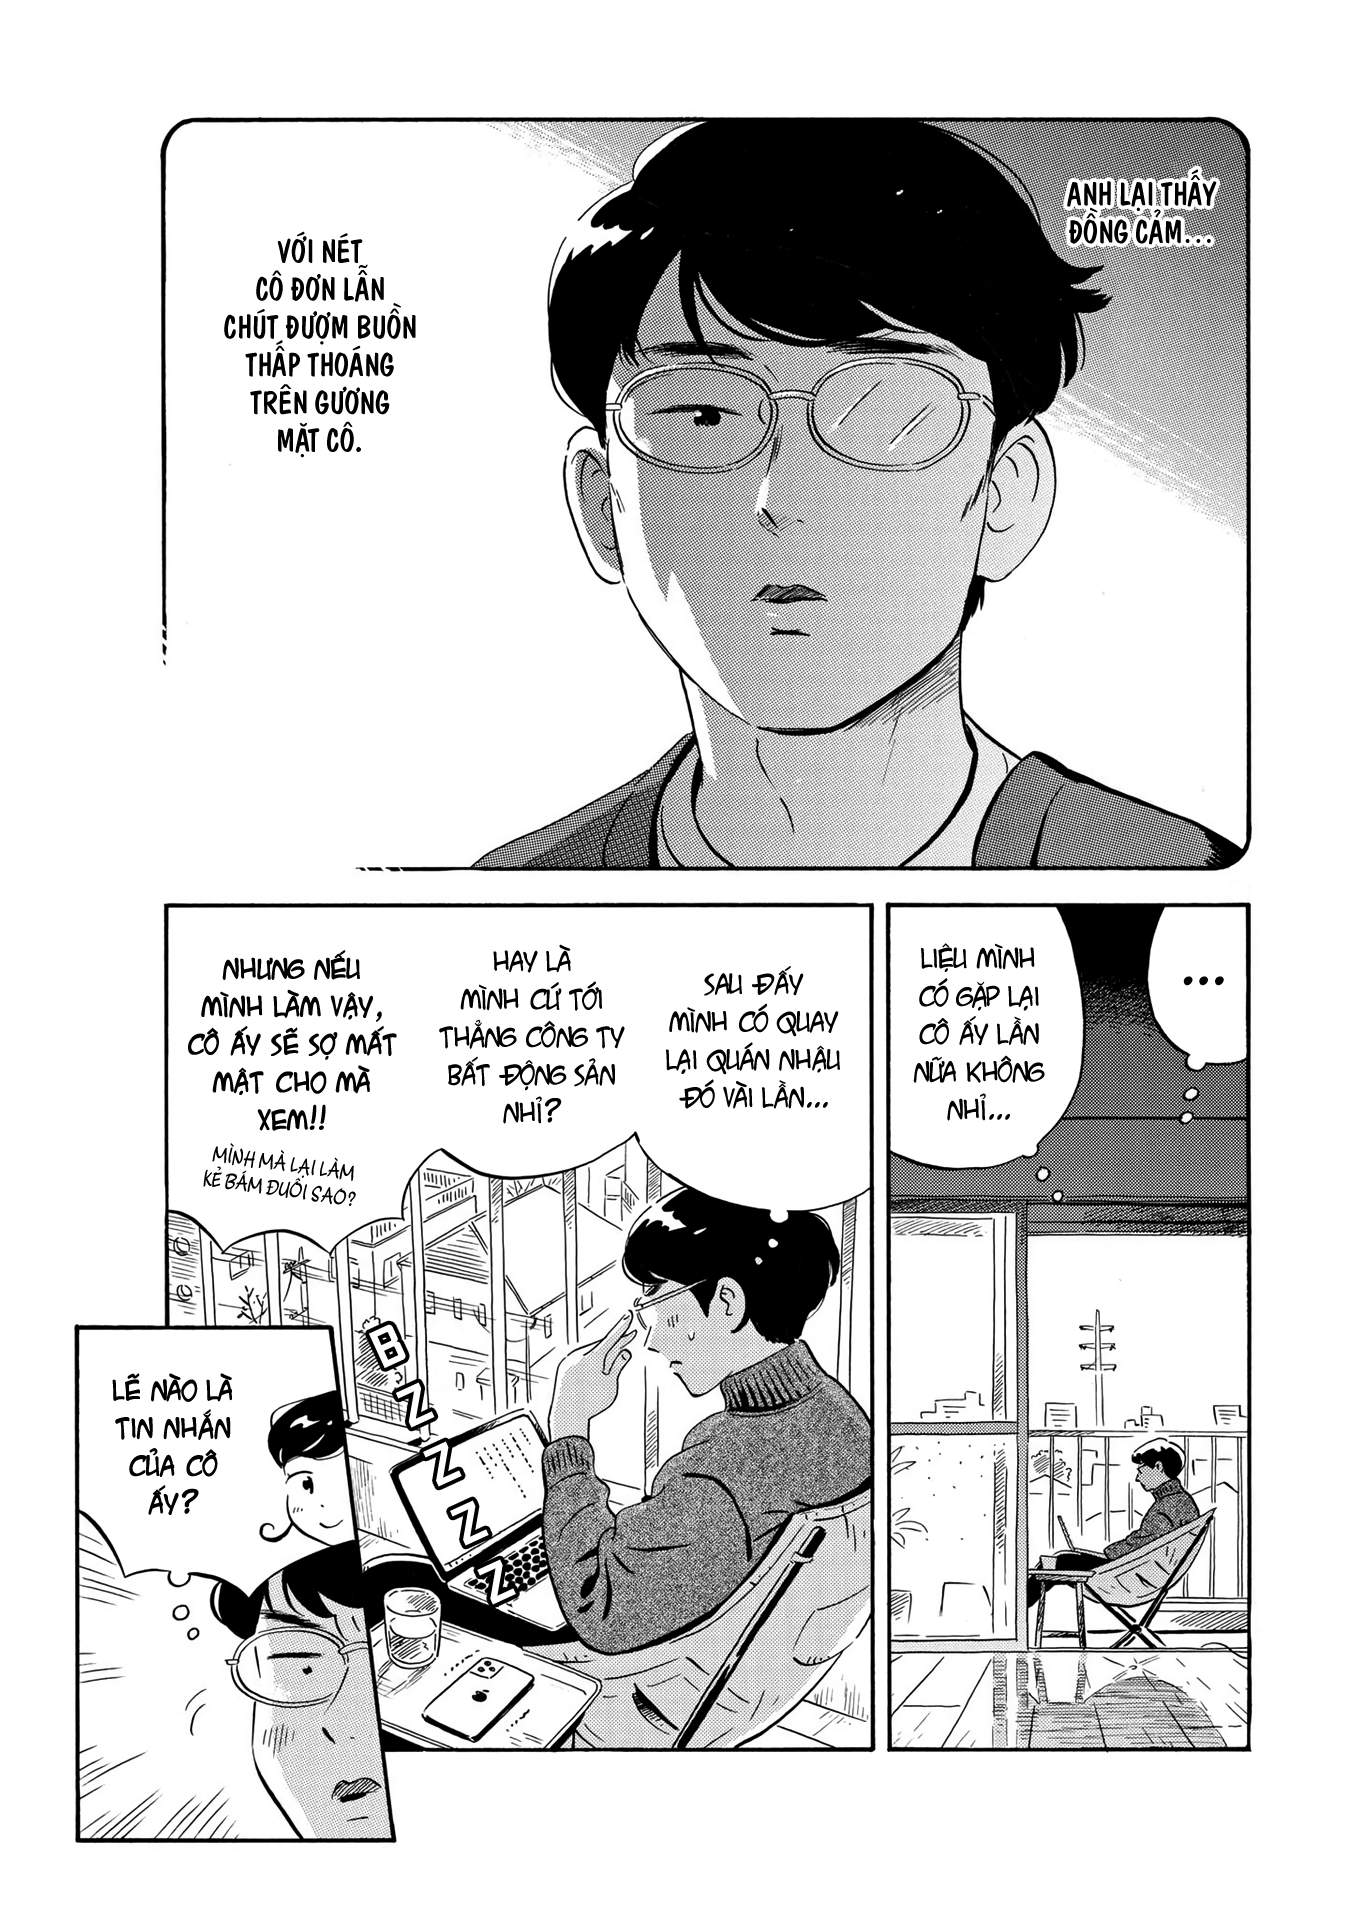 ANH LẠI THẤY
ĐỒNG CẢM...
VỚI NÉT
CÔ ĐƠN LẪN
CHÚT ĐƯỢM BUỒN
THẤP THOÁNG
TRÊN GƯƠNG
MẶT CÔ.
...
LIỆU MÌNH
CÓ GẶP LẠI
CÔ ẤY LẦN
NỮA KHÔNG
NHỈ...
SAU ĐẤY
MÌNH CÓ QUAY
LẠI QUÁN NHẬU
ĐÓ VÀI LẦN...
HAY LÀ
MÌNH CỨ TỚI
THẲNG CÔNG TY
BẤT ĐỘNG SẢN
NHỈ?
NHƯNG NẾU
MÌNH LÀM VẬY,
CÔ ẤY SẼ SỢ MẤT
MẬT CHO MÀ
XEM!!
MÌNH MÀ LẠI LÀM
KẺ BÁM ĐUÔI SAO?
BZZZZZ
LẼ NÀO LÀ
TIN NHẮN
CỦA CÔ
ẤY?